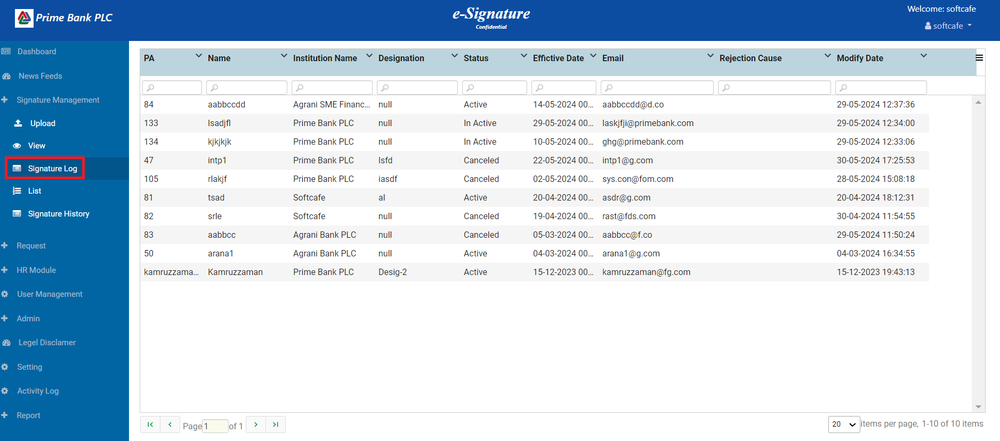 Prime Bank PLC
e-Signature
Confidential
Welcome: softcafe
softcafe
Dashboard
News Feeds
Signature Management
Upload
View
Signature Log
List
Signature History
Request
HR Module
User Management
Admin
Legel Disclamer
Setting
Activity Log
Report
PA Name Institution Name Designation Status Effictive Date Email Rejection Cause Modify Date
84 aabbccdd Agrani SME Financ... null Active 14-05-2024 00... aabbccdd@d.co 29-05-2024 12:37:36
133 lsadjfl Prime Bank PLC null In Active 29-05-2024 00... laskjfji@primebank.com 29-05-2024 12:34:00
134 kjkjkjk Prime Bank PLC null In Active 10-05-2024 00... ghg@primebank.com 29-05-2024 12:33:06
47 intp1 Prime Bank PLC lsfd Canceled 22-05-2024 00... intp1@g.com 30-05-2024 17:25:53
105 rlakjf Prime Bank PLC iasdf Canceled 02-05-2024 00... sys.con@fom.com 28-05-2024 15:08:18
81 tsad Softcafe al Active 20-04-2024 00... asdr@g.com 20-04-2024 18:12:31
82 srle Softcafe null Canceled 19-04-2024 00... rast@fds.com 30-04-2024 11:54:55
83 aabbcc Agrani Bank PLC null Canceled 05-03-2024 00... aabbcc@f.co 29-05-2024 11:50:24
50 arana1 Agrani Bank PLC null Active 04-03-2024 00... arana1@g.com 04-03-2024 16:34:55
kamruzzama... Kamruzzaman Prime Bank PLC Desig-2 Active 15-12-2023 00... kamruzzaman@fg.com 15-12-2023 19:43:13
Page 1 of 1
20 items per page, 1-10 of 10 items